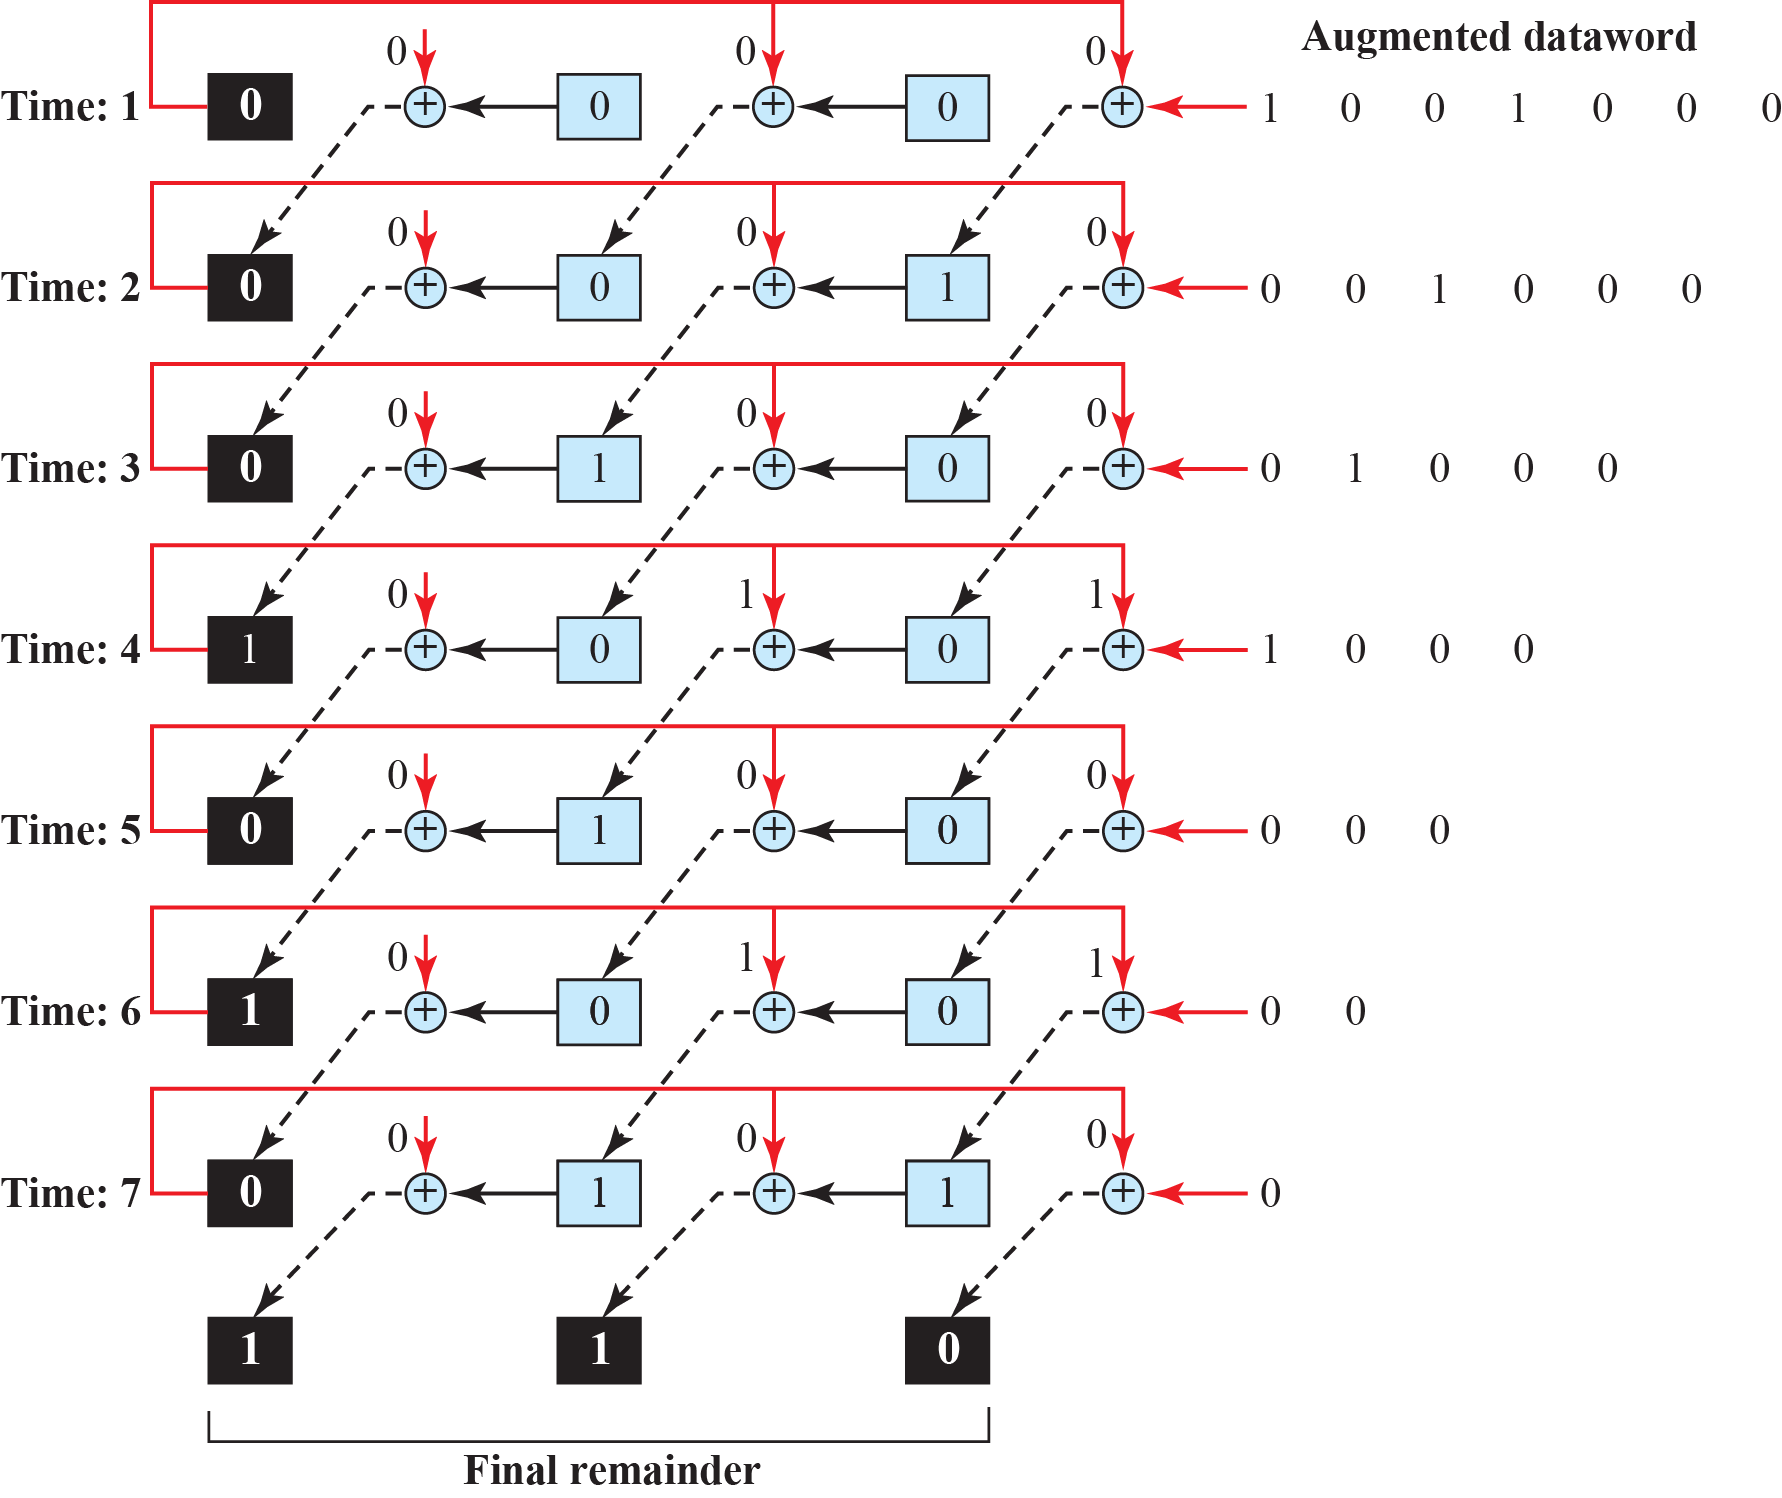 Augmented dataword
0 0 0
Time: 1 0 0 0 1 0 0 1 0 0 0
0 0 0
Time: 2 0 0 1 0 0 1 0 0 0
0 0 0
Time: 3 0 1 0 0 1 0 0 0
0 1 1
Time: 4 1 0 0 1 0 0 0
0 0 0
Time: 5 0 1 0 0 0 0
0 1 1
Time: 6 1 0 0 0 0
0 0 0
Time: 7 0 1 1 0
1 1 0
Final remainder